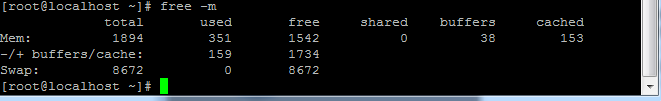 [root@localhost ~]# free -m
total used free shared buffers cached
Mem: 1894 351 1542 0 38 153
-/+ buffers/cache: 159 1734
Swap: 8672 0 8672
[root@localhost ~]#